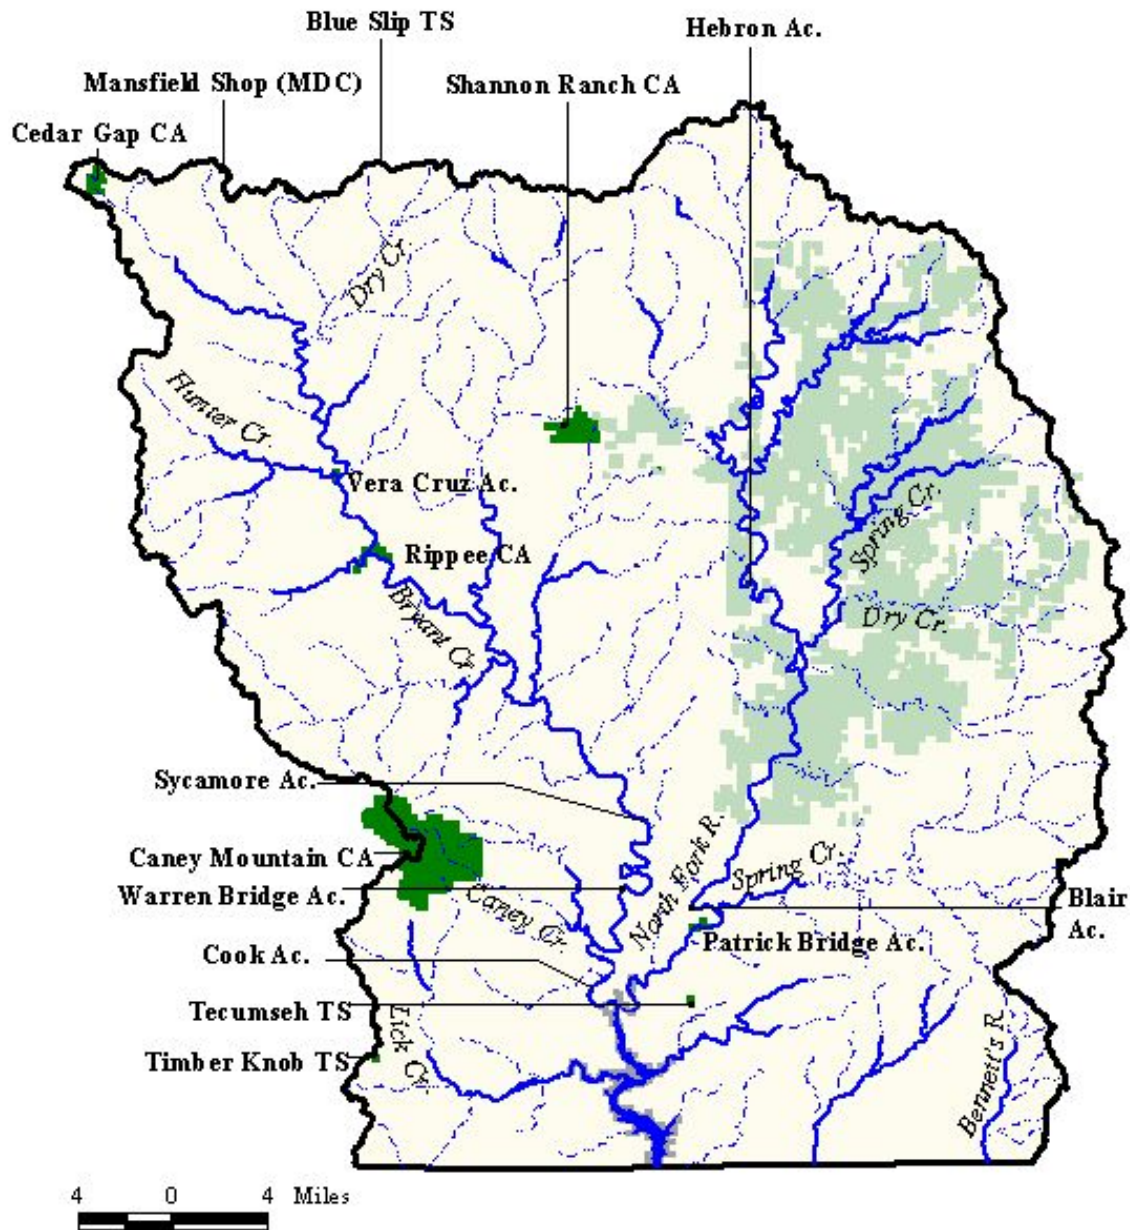 Blue Slip TS
Hebron Ac.
Mansfield Shop (MDC)
Shannon Ranch CA
Cedar Gap CA
Dry Cr.
Hunter Cr.
Vera Cruz Ac.
Spring Cr.
Rippee CA
Bryant Cr.
Dry Cr.
Sycamore Ac.
North Fork R.
Caney Mountain CA
Spring Cr.
Warren Bridge Ac.
Caney Cr.
Blair
Ac.
Patrick Bridge Ac.
Cook Ac.
Tecumseh TS
Lick Cr.
Timber Knob TS
Bennett's R.
4 0 4 Miles